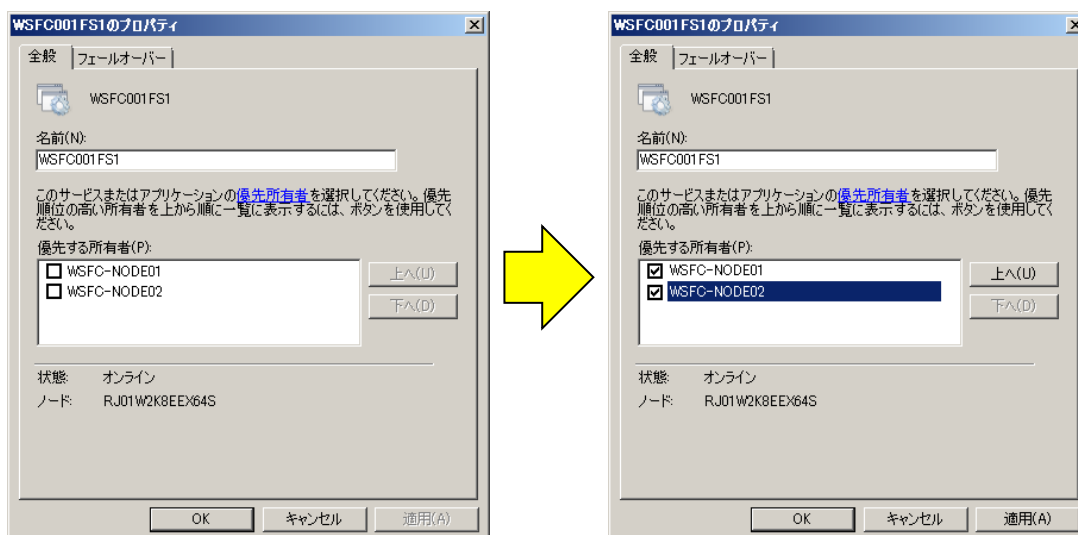 WSFC001FS1のプロパティ
全般 フェールオーバー
WSFC001FS1
名前(N):
WSFC001FS1
このサービスまたはアプリケーションの優先所有者を選択してください。優先
順位の高い所有者を上から順に一覧に表示するには、ボタンを使用してく
ださい。
優先する所有者(P):
WSFC-NODE01
WSFC-NODE02
上へ(U)
下へ(D)
状態: オンライン
ノード: RJ01W2K8EEX64S
OK キャンセル 適用(A)
WSFC001FS1のプロパティ
全般 フェールオーバー
WSFC001FS1
名前(N):
WSFC001FS1
このサービスまたはアプリケーションの優先所有者を選択してください。優先
順位の高い所有者を上から順に一覧に表示するには、ボタンを使用してく
ださい。
優先する所有者(P):
WSFC-NODE01
WSFC-NODE02
上へ(U)
下へ(D)
状態: オンライン
ノード: RJ01W2K8EEX64S
OK キャンセル 適用(A)